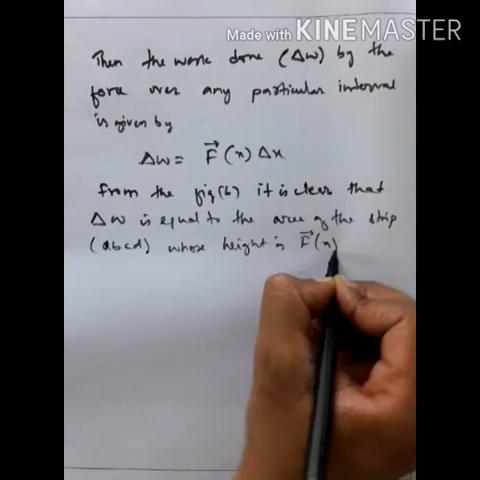 Made with KINEMASTER
Then the work done (Δw) by the
force over any particular interval
is given by
Δw = F⃗(x) Δx
From the fig(b) it is clear that
Δw is equal to the area of the strip
(abcd) whose height is F⃗(x)